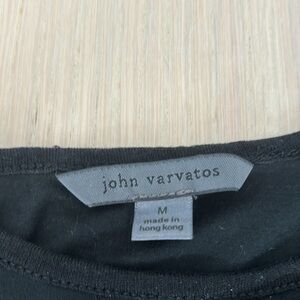 john varvatos
M
made in
hong kong